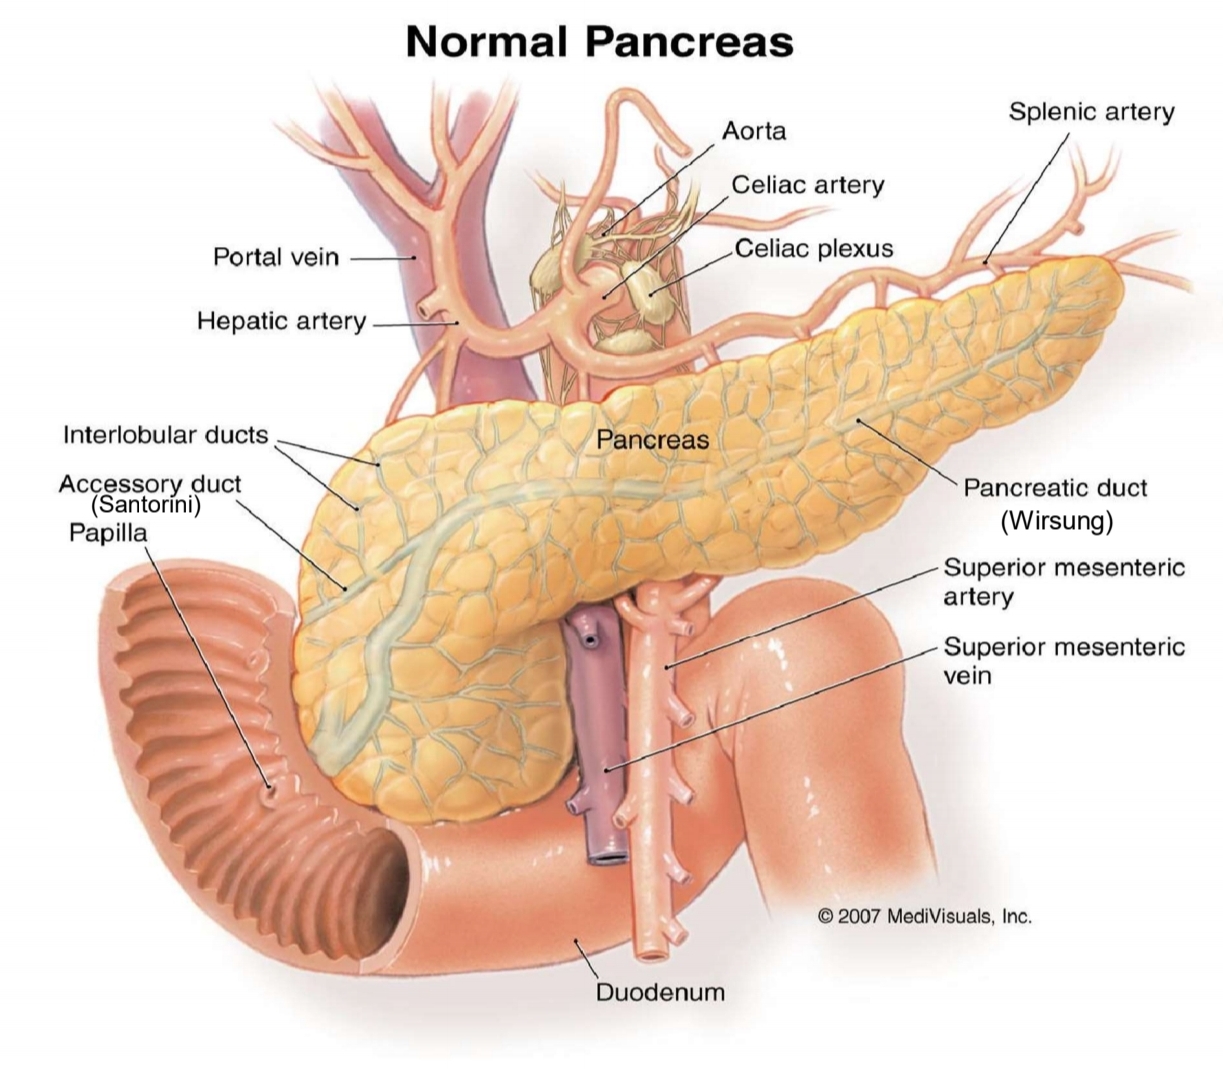 Normal Pancreas
Splenic artery
Aorta
Celiac artery
Celiac plexus
Portal vein
Hepatic artery
Interlobular ducts
Pancreas
Accessory duct
(Santorini)
Papilla
Pancreatic duct
(Wirsung)
Superior mesenteric
artery
Superior mesenteric
vein
© 2007 MediVisuals, Inc.
Duodenum